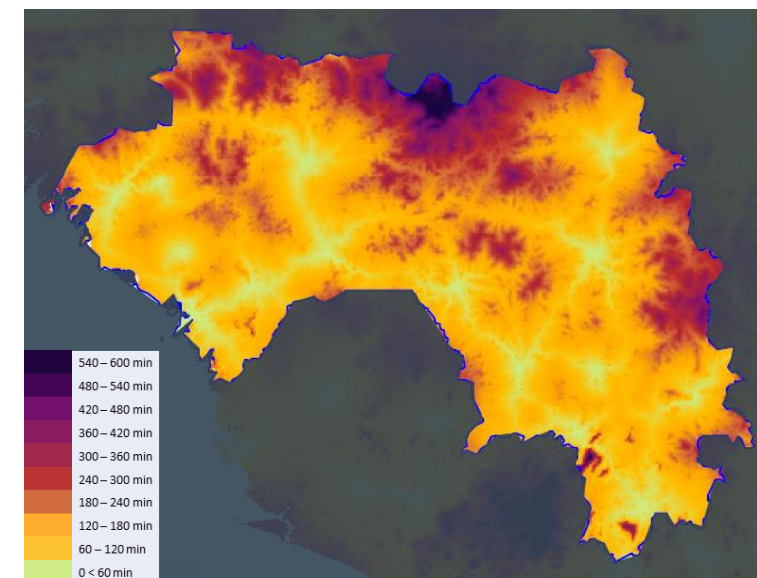 540 – 600 min
480 – 540 min
420 – 480 min
360 – 420 min
300 – 360 min
240 – 300 min
180 – 240 min
120 – 180 min
60 – 120 min
0 < 60 min